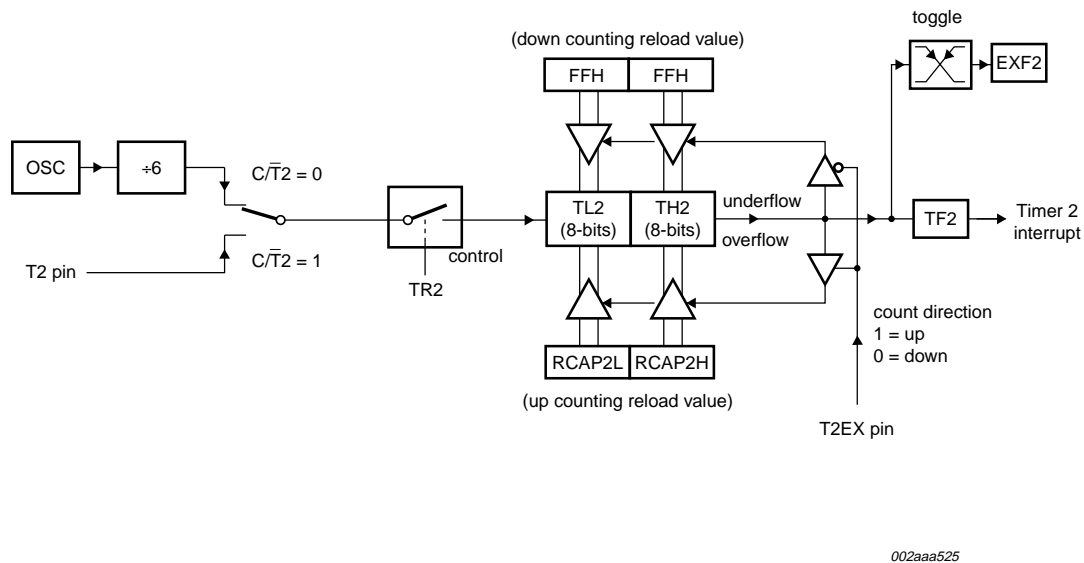 toggle
(down counting reload value)
FFH FFH
EXF2
OSC
÷6
C/T̅2 = 0
TL2
(8-bits)
TH2
(8-bits)
underflow
overflow
TF2
Timer 2
interrupt
C/T̅2 = 1
T2 pin
control
TR2
count direction
1 = up
0 = down
RCAP2L RCAP2H
(up counting reload value)
T2EX pin
002aaa525